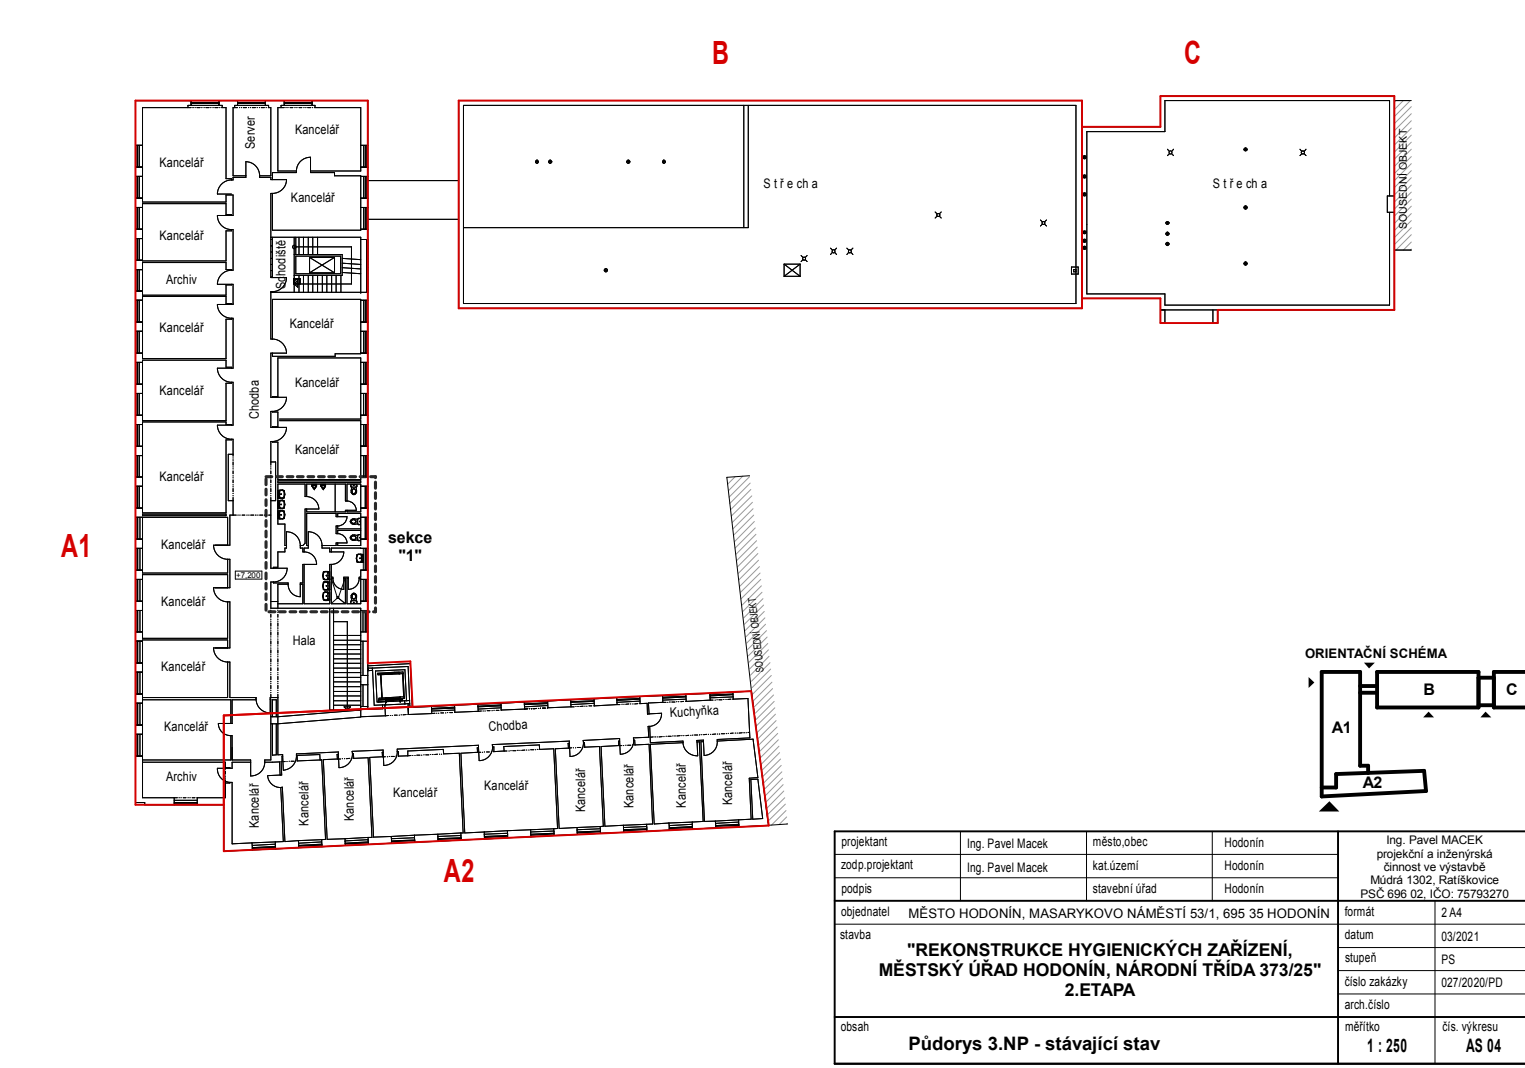 B
C
Kancelář
Server
Kancelář
Kancelář
Kancelář
Schodiště
Archiv
Kancelář
Kancelář
Chodba
Kancelář
Kancelář
Kancelář
Kancelář
Střecha
Střecha
SOUSEDNÍ OBJEKT
A1
Kancelář
+7,200
sekce
"1"
Kancelář
Hala
Kancelář
Kancelář
Archiv
SOUSEDNÍ OBJEKT
Chodba
Kuchyňka
Kancelář
Kancelář
Kancelář
Kancelář
Kancelář
Kancelář
Kancelář
Kancelář
Kancelář
A2
ORIENTAČNÍ SCHÉMA
B
C
A1
A2
projektant
Ing. Pavel Macek
město,obec
Hodonín
zodp.projektant
Ing. Pavel Macek
kat.území
Hodonín
podpis
stavební úřad
Hodonín
Ing. Pavel MACEK
projekční a inženýrská
činnost ve výstavbě
Múdrá 1302, Ratíškovice
PSČ 696 02, IČO: 75793270
objednatel MĚSTO HODONÍN, MASARYKOVO NÁMĚSTÍ 53/1, 695 35 HODONÍN
stavba
"REKONSTRUKCE HYGIENICKÝCH ZAŘÍZENÍ,
MĚSTSKÝ ÚŘAD HODONÍN, NÁRODNÍ TŘÍDA 373/25"
2.ETAPA
formát 2 A4
datum 03/2021
stupeň PS
číslo zakázky 027/2020/PD
arch.číslo
obsah
Půdorys 3.NP - stávající stav
měřítko
1 : 250
čís. výkresu
AS 04